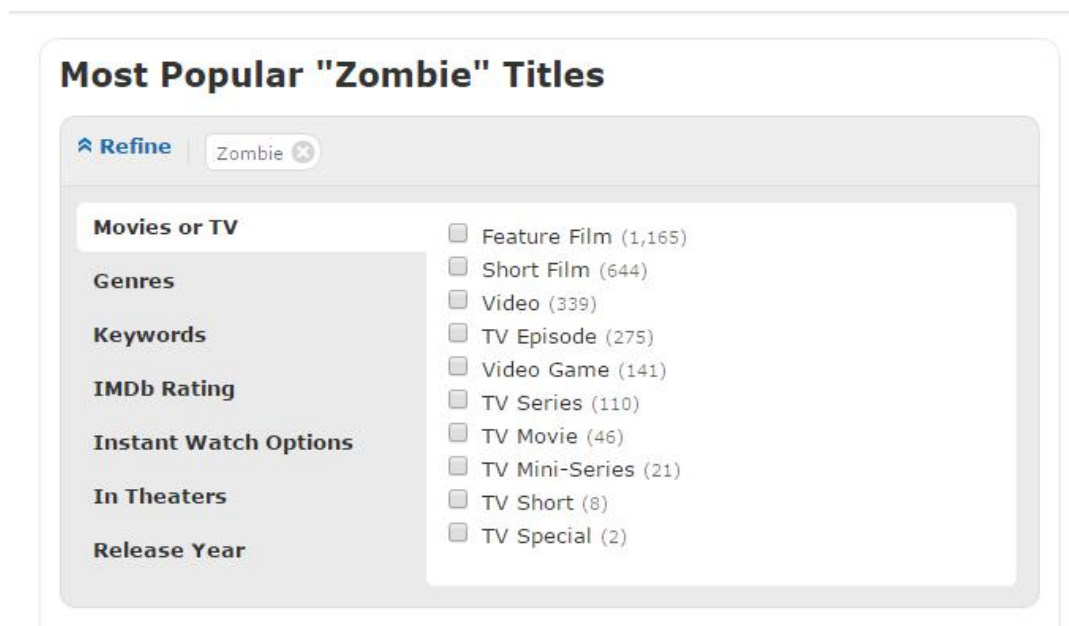 Most Popular "Zombie" Titles
Refine
Zombie
Movies or TV
Genres
Keywords
IMDb Rating
Instant Watch Options
In Theaters
Release Year
Feature Film (1,165)
Short Film (644)
Video (339)
TV Episode (275)
Video Game (141)
TV Series (110)
TV Movie (46)
TV Mini-Series (21)
TV Short (8)
TV Special (2)